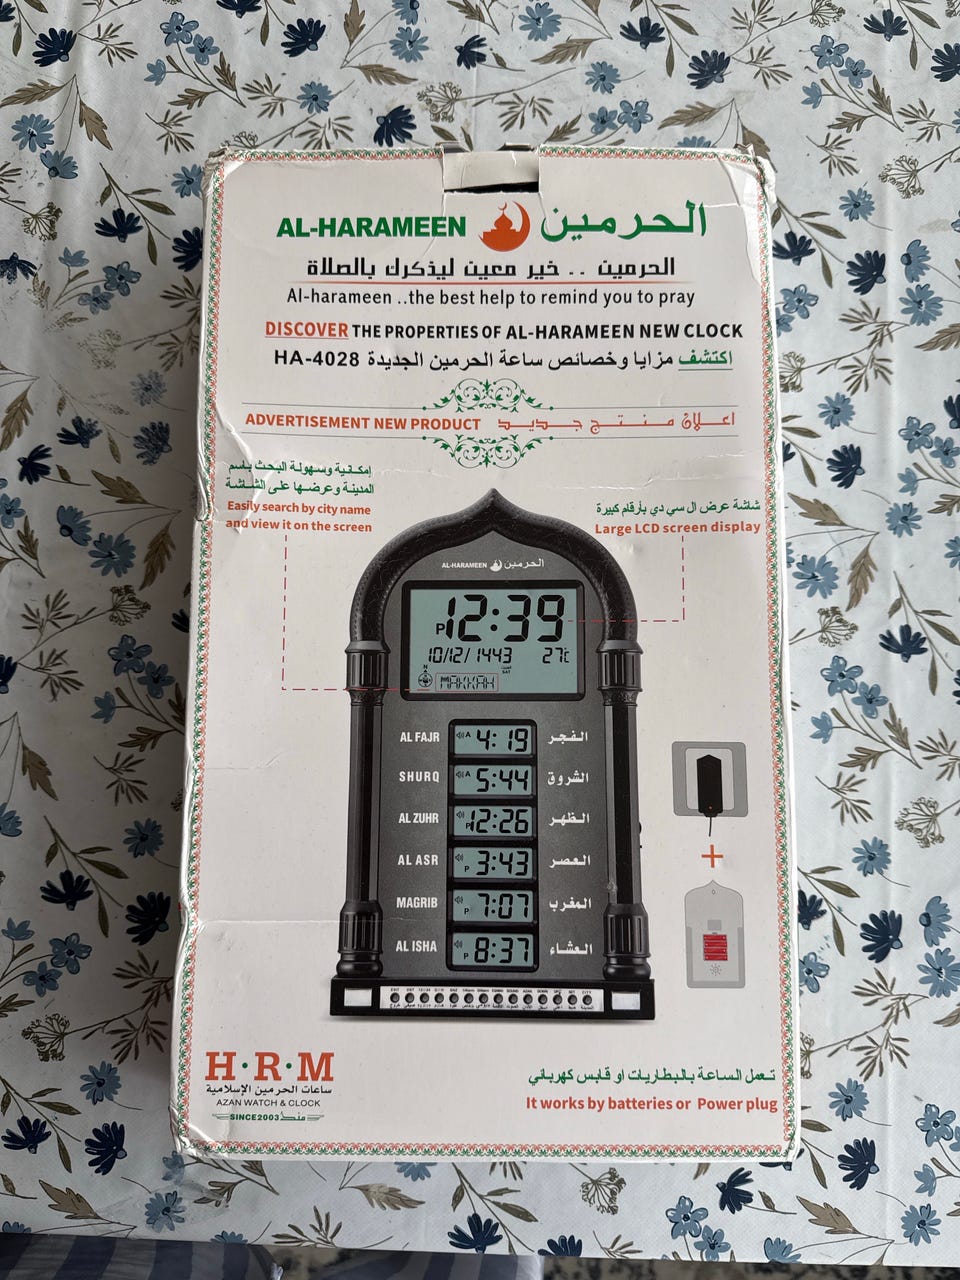 AL-HARAMEEN الحرمين
الحرمين .. خير معين ليذكرك بالصلاة
Al-harameen ..the best help to remind you to pray
DISCOVER THE PROPERTIES OF AL-HARAMEEN NEW CLOCK
اكتشف مزايا وخصائص ساعة الحرمين الجديدة HA-4028
ADVERTISEMENT NEW PRODUCT اعلان منتج جديد
إمكانية وسهولة البحث باسم
المدينة وعرضها على الشاشة
Easily search by city name
and view it on the screen
شاشة عرض ال سي دي بأرقام كبيرة
Large LCD screen display
AL-HARAMEEN الحرمين
P 12:39
10/12/1443 27c
N
SAT
MAKKAH
AL FAJR A 4:19 الفجر
SHURQ A 5:44 الشروق
AL ZUHR P 12:26 الظهر
AL ASR P 3:43 العصر
MAGRIB P 7:07 المغرب
AL ISHA P 8:37 العشاء
H·R·M
ساعات الحرمين الإسلامية
AZAN WATCH & CLOCK
SINCE2003 منذ
تعمل الساعة بالبطاريات او قابس كهربائي
It works by batteries or Power plug